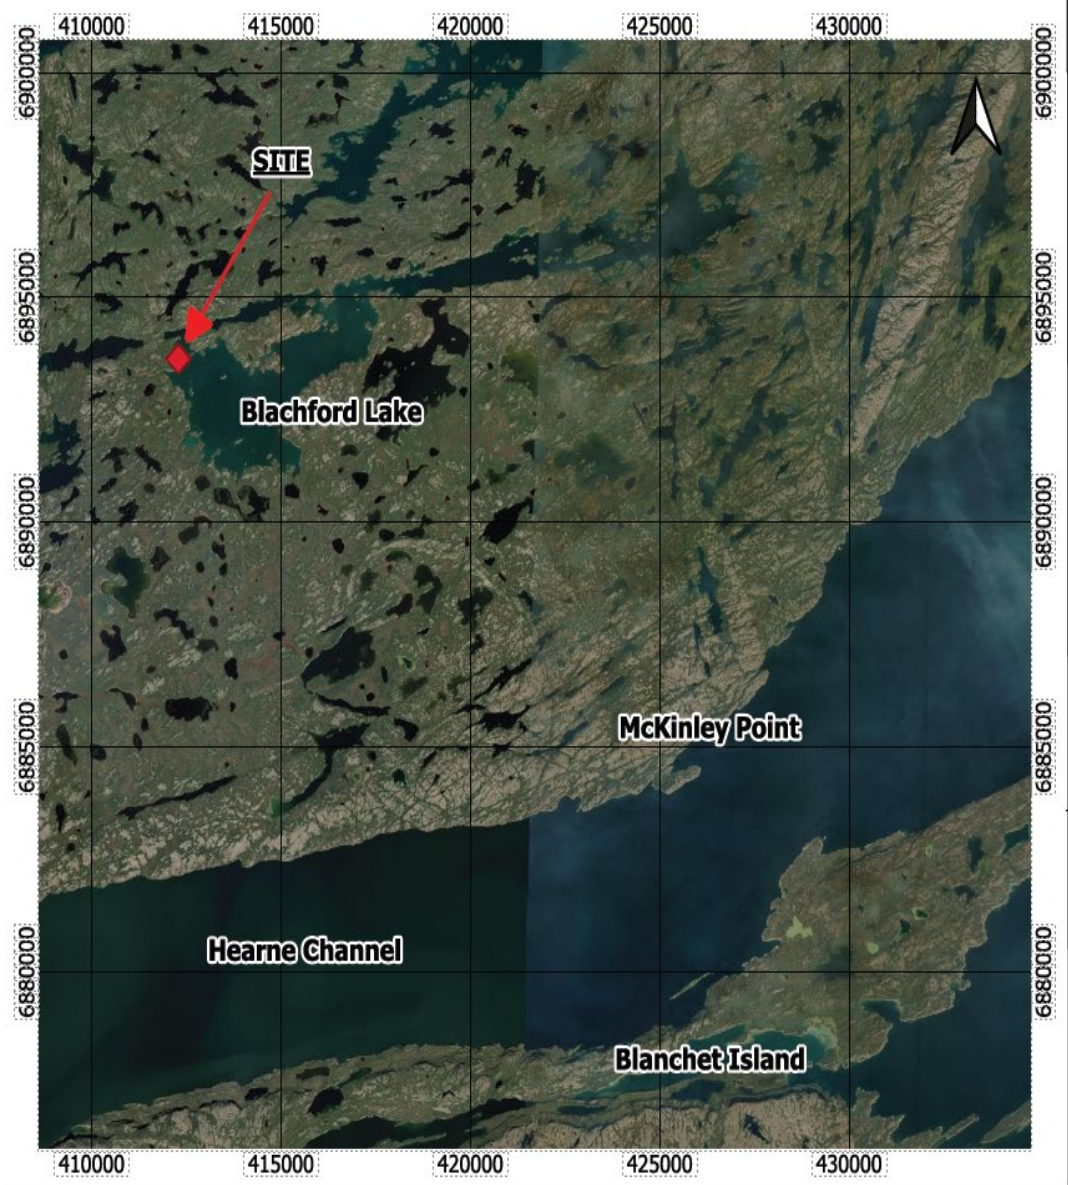 410000 415000 420000 425000 430000
6900000 6900000
SITE
6895000 6895000
Blachford Lake
6890000 6890000
McKinley Point
6885000 6885000
Hearne Channel
6880000 6880000
Blanchet Island
410000 415000 420000 425000 430000